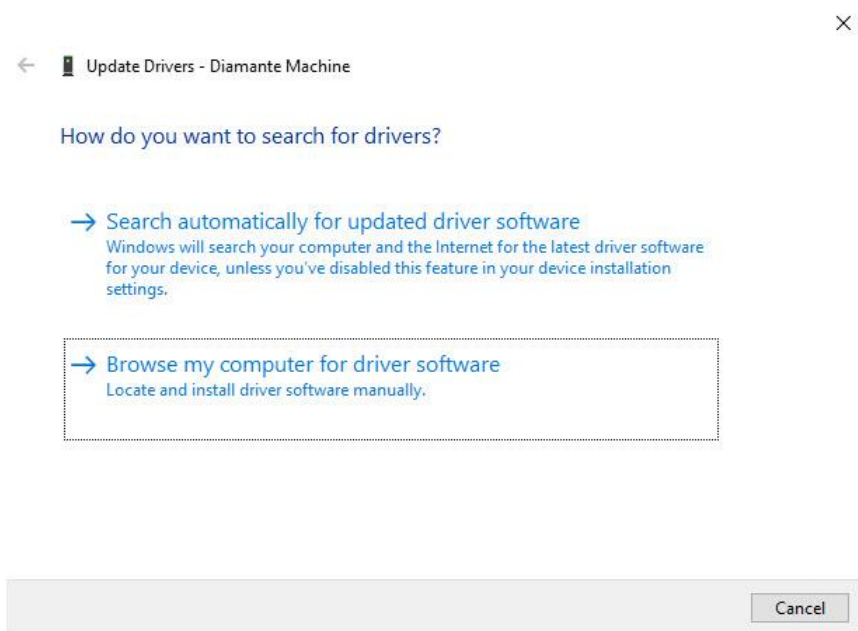 Update Drivers - Diamante Machine
How do you want to search for drivers?
Search automatically for updated driver software
Windows will search your computer and the Internet for the latest driver software
for your device, unless you've disabled this feature in your device installation
settings.
Browse my computer for driver software
Locate and install driver software manually.
Cancel